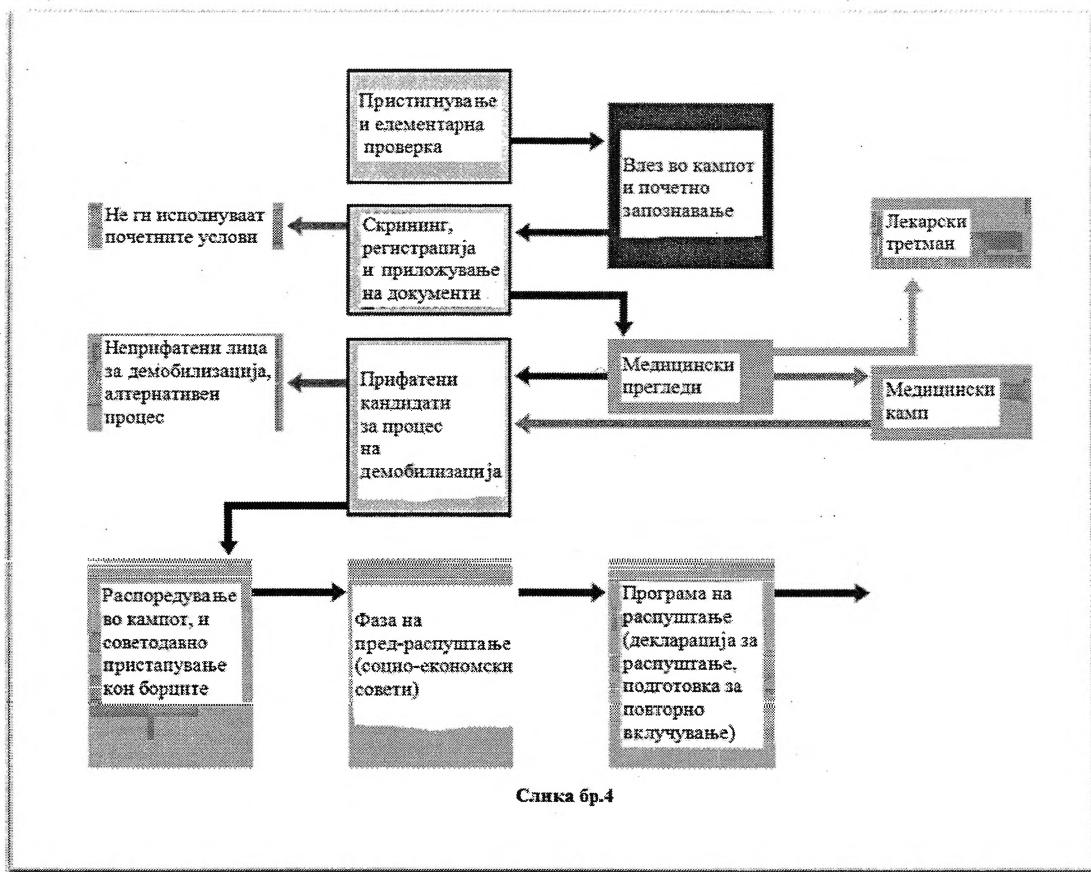 Пристигнување
и елементарна
проверка
Влез во кампот
и почетно
запознавање
Не ги исполнуваат
почетните услови
Скрининг,
регистрација
и приложување
на документи
Лекарски
третман
Неприфатени лица
за демобилизација,
алтернативен
процес
Прифатени
кандидати
за процес
на
демобилизација
Медицински
прегледи
Медицински
камп
Распоредување
во кампот, и
советодавно
пристапување
кон борците
Фаза на
пред-распуштање
(социо-економски
совети)
Програма на
распуштање
(декларација за
распуштање,
подготовка за
повторно
вклучување)
Слика бр.4